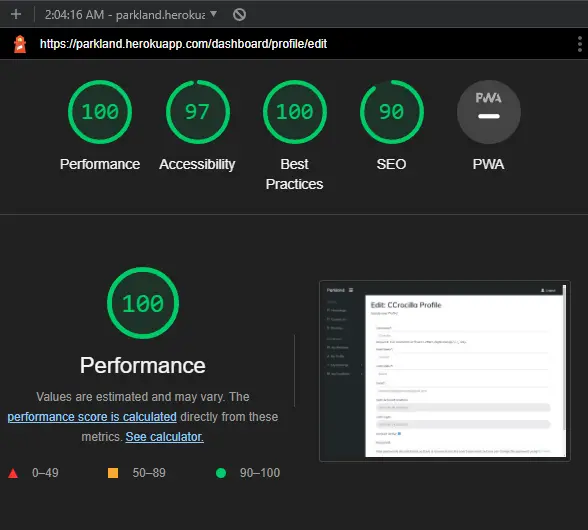 2:04:16 AM - parkland.heroku
https://parkland.herokuapp.com/dashboard/profile/edit
100 97 100 90 PWA
Performance Accessibility Best Practices SEO PWA
100
Performance
Values are estimated and may vary. The
performance score is calculated directly from these
metrics. See calculator.
0–49 50–89 90–100
Parkland
Edit: CCrocilla Profile